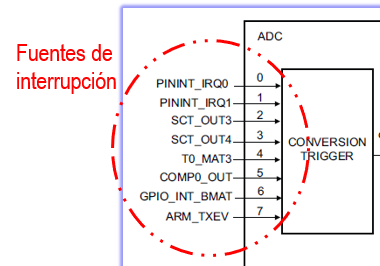 Fuentes de
interrupción
ADC
PININT_IRQ0 0
PININT_IRQ1 1
SCT_OUT3 2
SCT_OUT4 3
T0_MAT3 4
COMP0_OUT 5
GPIO_INT_BMAT 6
ARM_TXEV 7
CONVERSION
TRIGGER